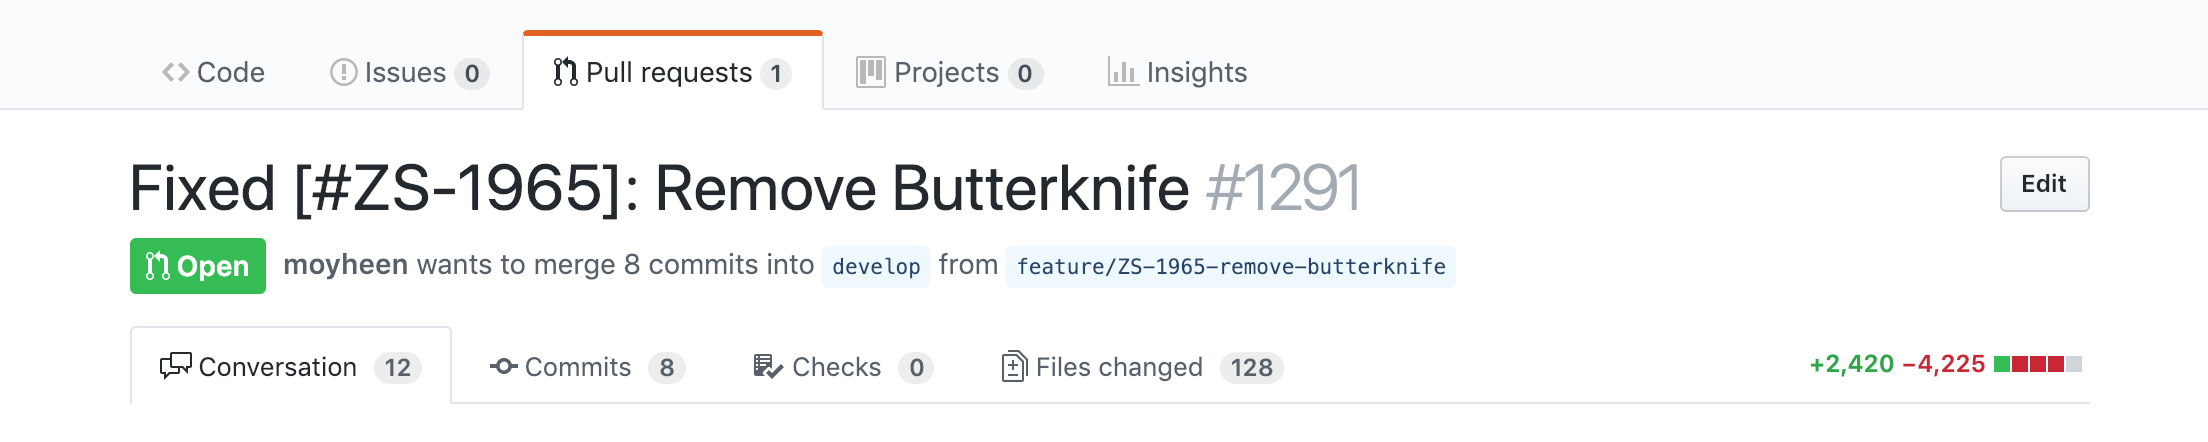 Code Issues 0 Pull requests 1 Projects 0 Insights
Fixed [#ZS-1965]: Remove Butterknife #1291
Edit
Open moyheen wants to merge 8 commits into develop from feature/ZS-1965-remove-butterknife
Conversation 12 Commits 8 Checks 0 Files changed 128 +2,420 −4,225